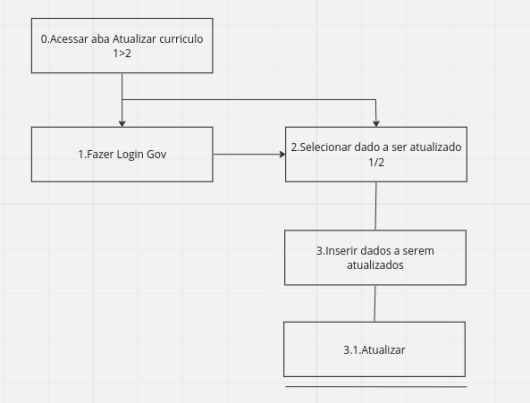 0.Acessar aba Atualizar curriculo
1>2
1.Fazer Login Gov
2.Selecionar dado a ser atualizado
1/2
3.Inserir dados a serem
atualizados
3.1.Atualizar